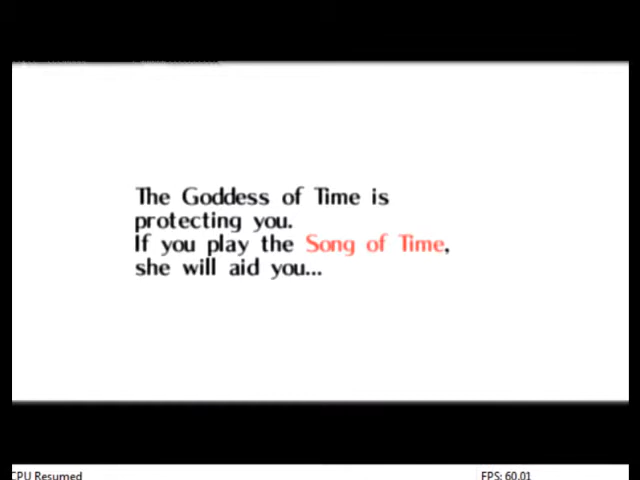 The Goddess of Time is
protecting you.
If you play the Song of Time,
she will aid you...
CPU Resumed
FPS: 60.01